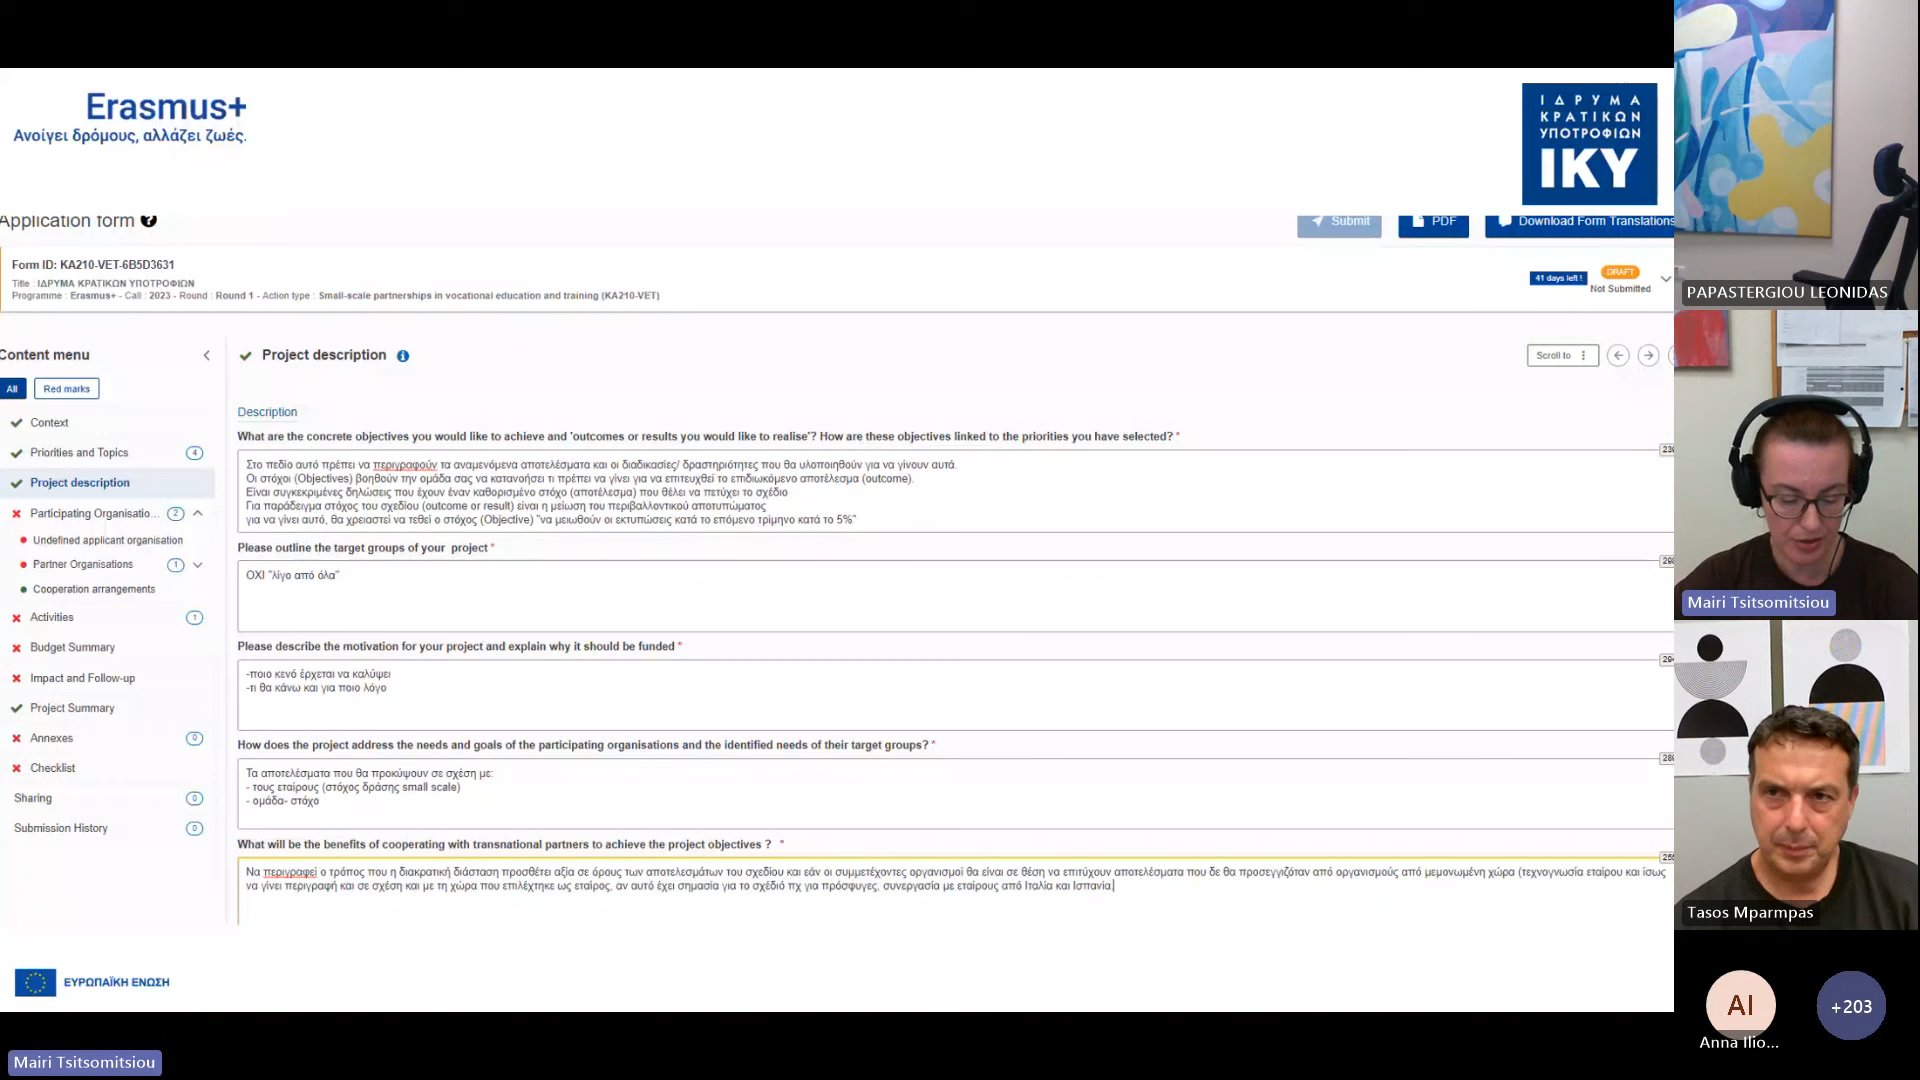 Erasmus+
Ανοίγει δρόμους, αλλάζει ζωές.
ΙΔΡΥΜΑ
ΚΡΑΤΙΚΩΝ
ΥΠΟΤΡΟΦΙΩΝ
IKY
Application form
Submit
PDF
Download Form Translations
Form ID: KA210-VET-6B5D3631
Title : ΙΔΡΥΜΑ ΚΡΑΤΙΚΩΝ ΥΠΟΤΡΟΦΙΩΝ
Programme : Erasmus+ - Call : 2023 - Round : Round 1 - Action type : Small-scale partnerships in vocational education and training (KA210-VET)
41 days left !
DRAFT
Not Submitted
Content menu
All
Red marks
Context
Priorities and Topics 4
Project description
Participating Organisatio... 2
Undefined applicant organisation
Partner Organisations 1
Cooperation arrangements
Activities 1
Budget Summary
Impact and Follow-up
Project Summary
Annexes 0
Checklist
Sharing 0
Submission History 0
Project description
Scroll to
Description
What are the concrete objectives you would like to achieve and 'outcomes or results you would like to realise'? How are these objectives linked to the priorities you have selected? *
Στο πεδίο αυτό πρέπει να περιγραφούν τα αναμενόμενα αποτελέσματα και οι διαδικασίες/ δραστηριότητες που θα υλοποιηθούν για να γίνουν αυτά.
Οι στόχοι (Objectives) βοηθούν την ομάδα σας να κατανοήσει τι πρέπει να γίνει για να επιτευχθεί το επιδιωκόμενο αποτέλεσμα (outcome).
Είναι συγκεκριμένες δηλώσεις που έχουν έναν καθορισμένο στόχο (αποτέλεσμα) που θέλει να πετύχει το σχέδιο
Για παράδειγμα στόχος του σχεδίου (outcome or result) είναι η μείωση του περιβαλλοντικού αποτυπώματος
για να γίνει αυτό, θα χρειαστεί να τεθεί ο στόχος (Objective) "να μειωθούν οι εκτυπώσεις κατά το επόμενο τρίμηνο κατά το 5%"
Please outline the target groups of your project *
ΟΧΙ "λίγο από όλα"
Please describe the motivation for your project and explain why it should be funded *
-ποιο κενό έρχεται να καλύψει
-τι θα κάνω και για ποιο λόγο
How does the project address the needs and goals of the participating organisations and the identified needs of their target groups? *
Τα αποτελέσματα που θα προκύψουν σε σχέση με:
- τους εταίρους (στόχος δράσης small scale)
- ομάδα- στόχο
What will be the benefits of cooperating with transnational partners to achieve the project objectives ? *
Να περιγραφεί ο τρόπος που η διακρατική διάσταση προσθέτει αξία σε όρους των αποτελεσμάτων του σχεδίου και εάν οι συμμετέχοντες οργανισμοί θα είναι σε θέση να επιτύχουν αποτελέσματα που δε θα προσεγγιζόταν από οργανισμούς από μεμονωμένη χώρα (τεχνογνωσία εταίρου και ίσως
να γίνει περιγραφή και σε σχέση και με τη χώρα που επιλέχτηκε ως εταίρος, αν αυτό έχει σημασία για το σχέδιό πχ για πρόσφυγες, συνεργασία με εταίρους από Ιταλία και Ισπανία
ΕΥΡΩΠΑΪΚΗ ΕΝΩΣΗ
Mairi Tsitsomitsiou
PAPASTERGIOU LEONIDAS
Mairi Tsitsomitsiou
Tasos Mparmpas
AI
Anna Ilio...
+203